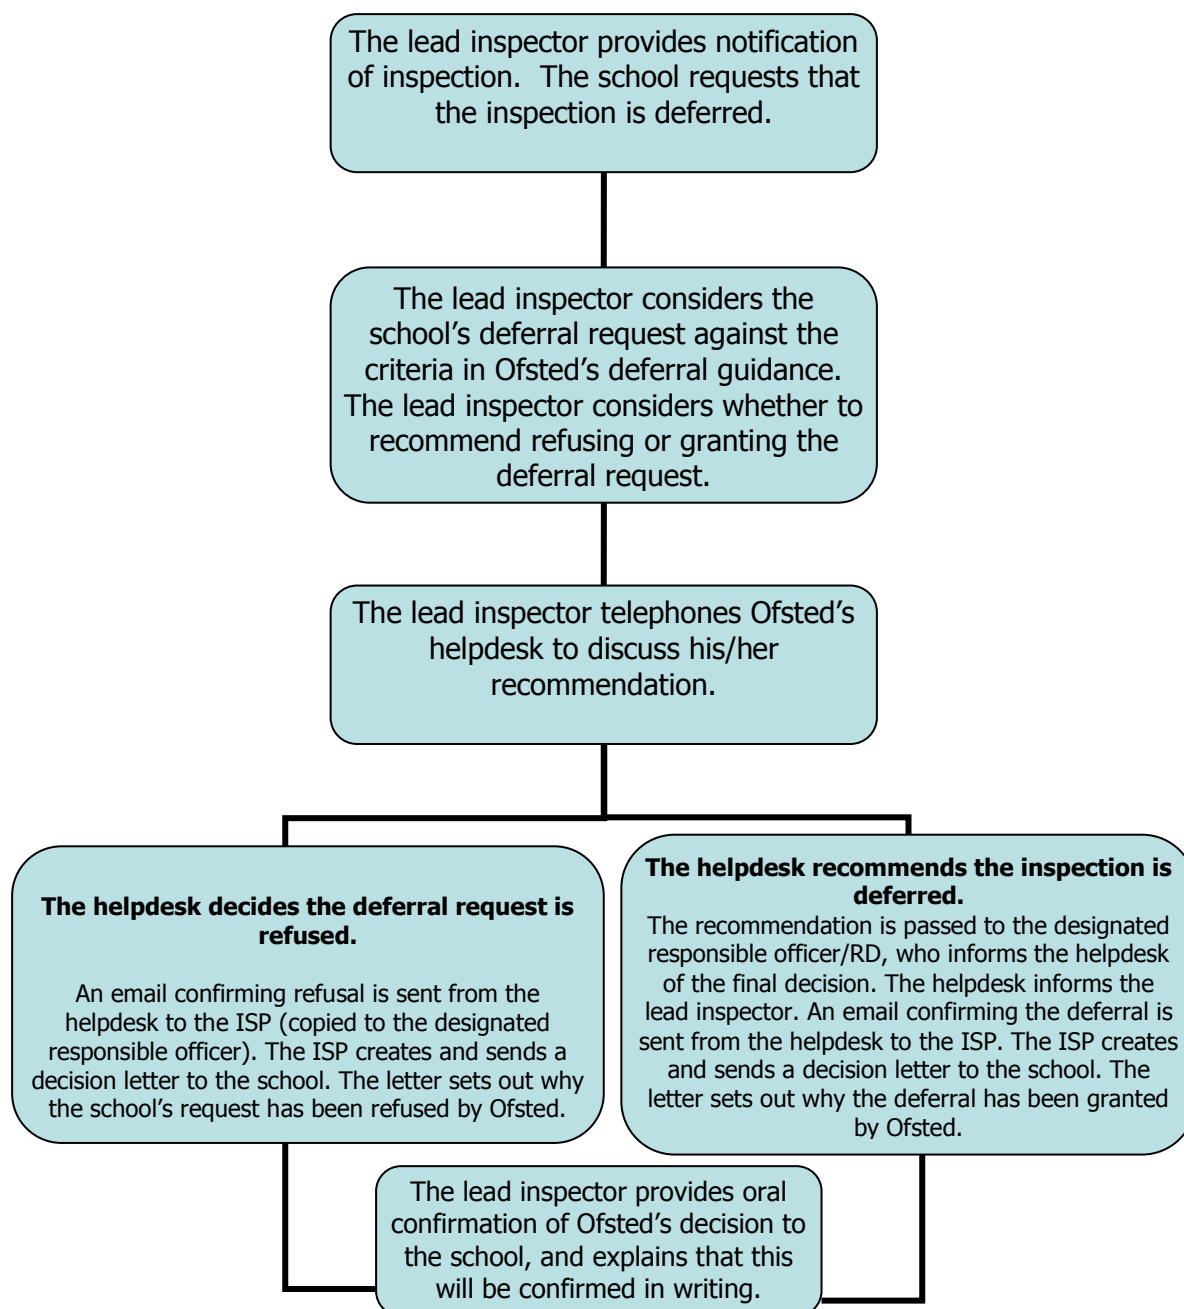 The lead inspector provides notification
of inspection.  The school requests that
the inspection is deferred.
The lead inspector considers the
school’s deferral request against the
criteria in Ofsted’s deferral guidance.
The lead inspector considers whether to
recommend refusing or granting the
deferral request.
The lead inspector telephones Ofsted’s
helpdesk to discuss his/her
recommendation.
The helpdesk decides the deferral request is
refused.
An email confirming refusal is sent from the
helpdesk to the ISP (copied to the designated
responsible officer). The ISP creates and sends a
decision letter to the school. The letter sets out why
the school’s request has been refused by Ofsted.
The helpdesk recommends the inspection is
deferred.
The recommendation is passed to the designated
responsible officer/RD, who informs the helpdesk
of the final decision. The helpdesk informs the
lead inspector. An email confirming the deferral is
sent from the helpdesk to the ISP. The ISP creates
and sends a decision letter to the school. The
letter sets out why the deferral has been granted
by Ofsted.
The lead inspector provides oral
confirmation of Ofsted’s decision to
the school, and explains that this
will be confirmed in writing.